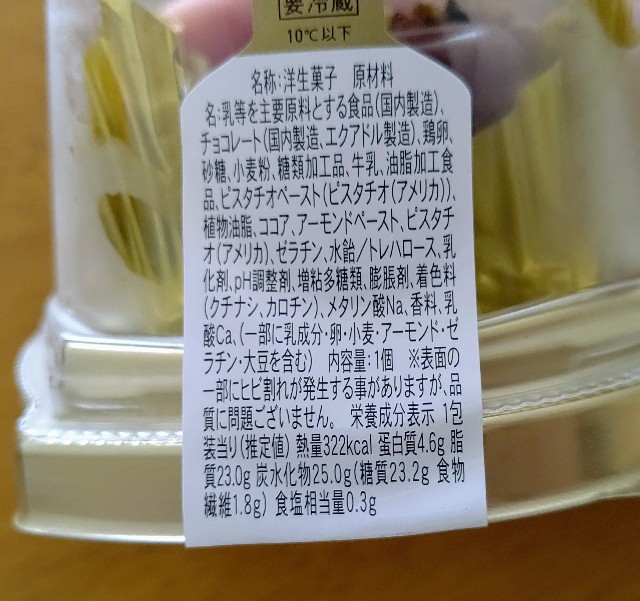 要冷蔵
10℃以下
名称:洋生菓子 原材料
名:乳等を主要原料とする食品(国内製造)、
チョコレート(国内製造、エクアドル製造)、鶏卵、
砂糖、小麦粉、糖類加工品、牛乳、油脂加工食
品、ピスタチオペースト(ピスタチオ(アメリカ))、
植物油脂、ココア、アーモンドペースト、ピスタチ
オ(アメリカ)、ゼラチン、水飴/トレハロース、乳
化剤、pH調整剤、増粘多糖類、膨脹剤、着色料
(クチナシ、カロチン)、メタリン酸Na、香料、乳
酸Ca、(一部に乳成分・卵・小麦・アーモンド・ゼ
ラチン・大豆を含む) 内容量:1個 ※表面の
一部にヒビ割れが発生する事がありますが、品
質に問題ございません。 栄養成分表示 1包
装当り(推定値) 熱量322kcal 蛋白質4.6g 脂
質23.0g 炭水化物25.0g(糖質23.2g 食物
繊維1.8g) 食塩相当量0.3g